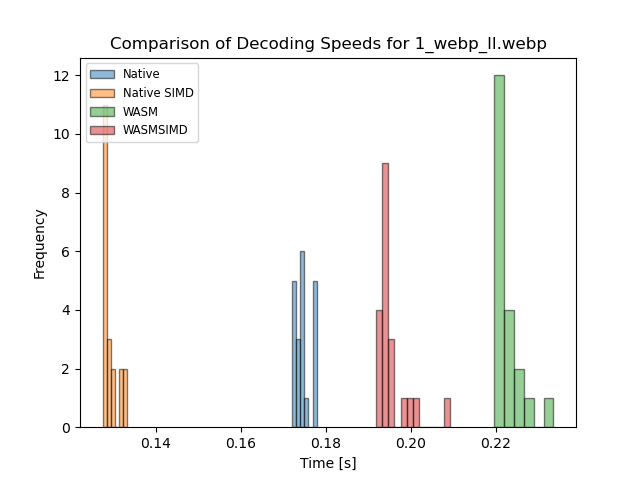 Comparison of Decoding Speeds for 1_webp_ll.webp
12
10
8
6
4
2
0
Frequency
Native
Native SIMD
WASM
WASMSIMD
0.14
0.16
0.18
0.20
0.22
Time [s]